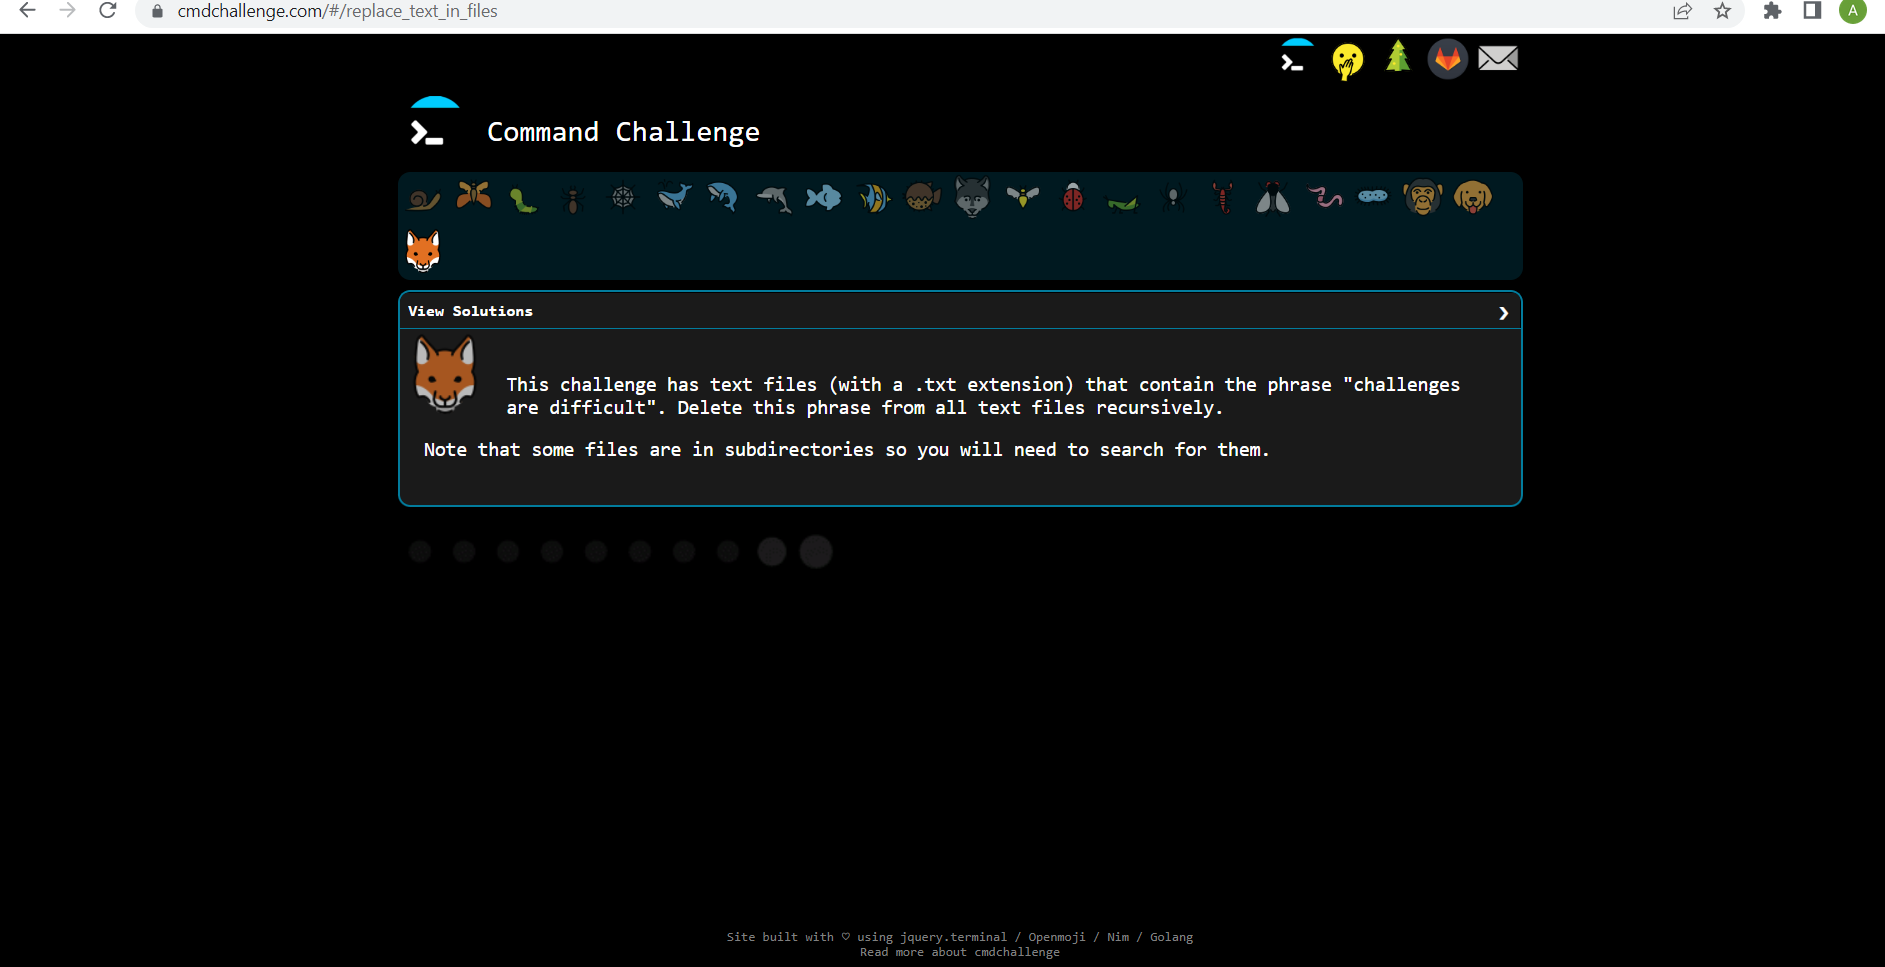 cmdchallenge.com/#/replace_text_in_files
A
Command Challenge
View Solutions
This challenge has text files (with a .txt extension) that contain the phrase "challenges
are difficult". Delete this phrase from all text files recursively.
Note that some files are in subdirectories so you will need to search for them.
Site built with ♡ using jquery.terminal / Openmoji / Nim / Golang
Read more about cmdchallenge